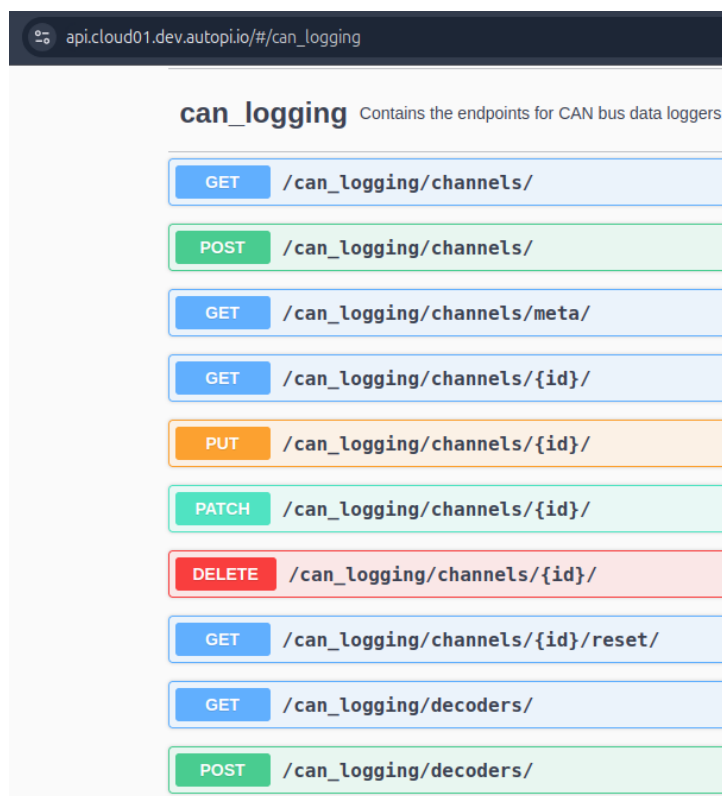 api.cloud01.dev.autopi.io/#/can_logging
can_logging Contains the endpoints for CAN bus data loggers
GET /can_logging/channels/
POST /can_logging/channels/
GET /can_logging/channels/meta/
GET /can_logging/channels/{id}/
PUT /can_logging/channels/{id}/
PATCH /can_logging/channels/{id}/
DELETE /can_logging/channels/{id}/
GET /can_logging/channels/{id}/reset/
GET /can_logging/decoders/
POST /can_logging/decoders/